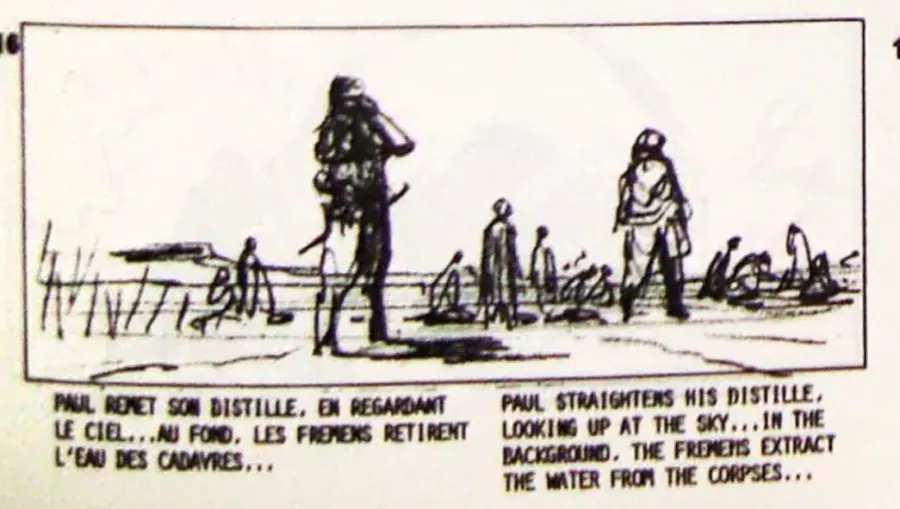 16
PAUL REMET SON DISTILLE, EN REGARDANT
LE CIEL...AU FOND, LES FREMENS RETIRENT
L'EAU DES CADAVRES...
PAUL STRAIGHTENS HIS DISTILLE,
LOOKING UP AT THE SKY...IN THE
BACKGROUND, THE FREMENS EXTRACT
THE WATER FROM THE CORPSES...